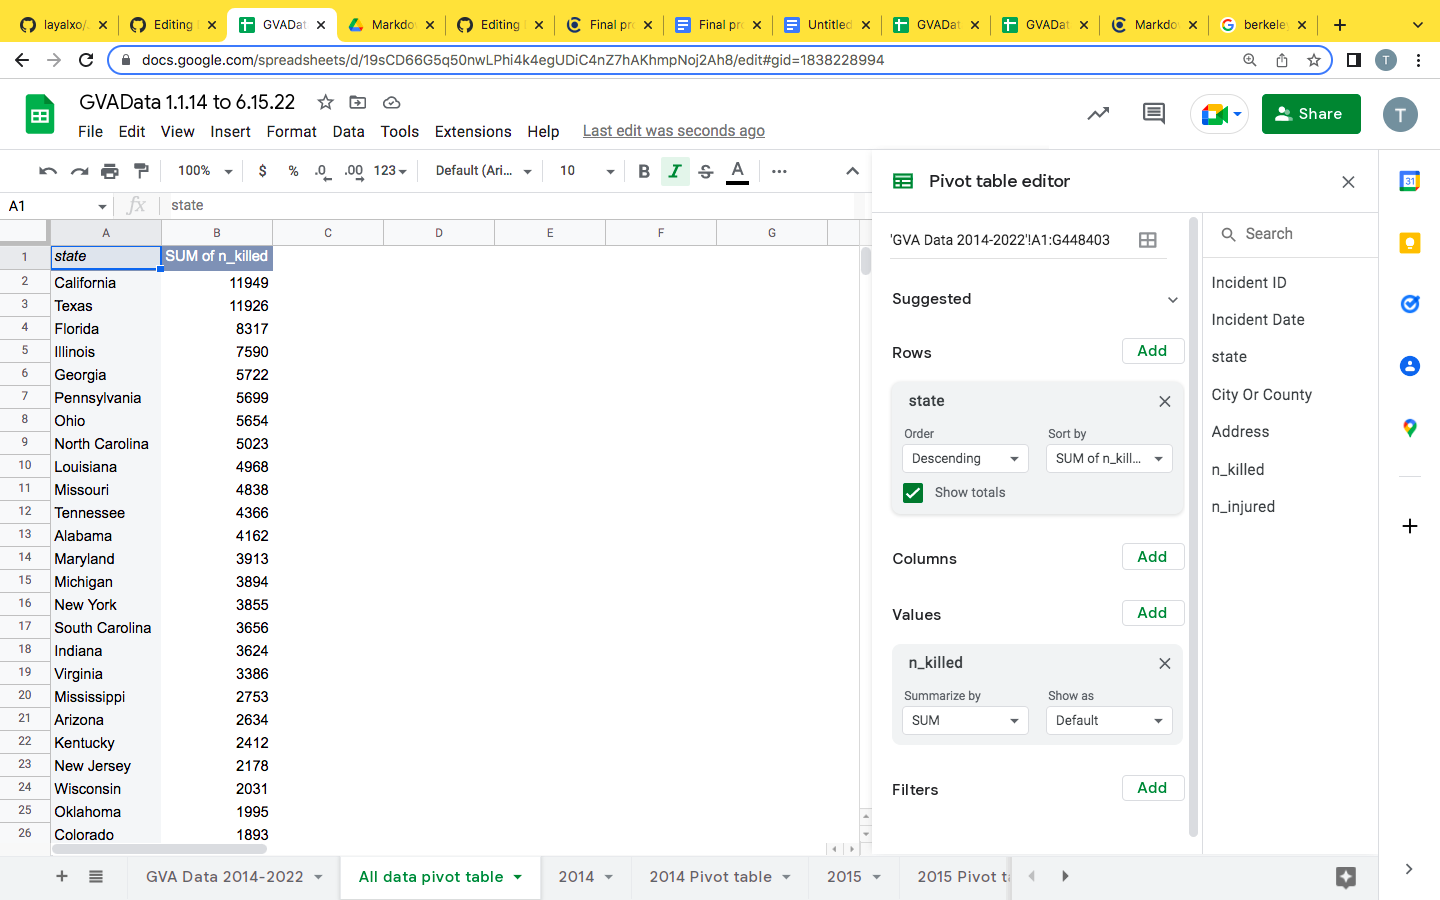 layalxo/
Editing
GVADat
Markdo
Editing
Final pr
Final pr
Untitled
GVADat
GVADat
Markdo
berkele
docs.google.com/spreadsheets/d/19sCD66G5q50nwLPhi4k4egUDiC4nZ7hAKhmpNoj2Ah8/edit#gid=1838228994
T
GVAData 1.1.14 to 6.15.22
File Edit View Insert Format Data Tools Extensions Help Last edit was seconds ago
Share
T
100% $ % .0 .00 123 Default (Ari... 10 B I S A
A1 fx state
A B C D E F G
1 state SUM of n_killed
2 California 11949
3 Texas 11926
4 Florida 8317
5 Illinois 7590
6 Georgia 5722
7 Pennsylvania 5699
8 Ohio 5654
9 North Carolina 5023
10 Louisiana 4968
11 Missouri 4838
12 Tennessee 4366
13 Alabama 4162
14 Maryland 3913
15 Michigan 3894
16 New York 3855
17 South Carolina 3656
18 Indiana 3624
19 Virginia 3386
20 Mississippi 2753
21 Arizona 2634
22 Kentucky 2412
23 New Jersey 2178
24 Wisconsin 2031
25 Oklahoma 1995
26 Colorado 1893
Pivot table editor
'GVA Data 2014-2022'!A1:G448403
Suggested
Rows Add
state
Order Sort by
Descending SUM of n_kill...
Show totals
Columns Add
Values Add
n_killed
Summarize by Show as
SUM Default
Filters Add
Search
Incident ID
Incident Date
state
City Or County
Address
n_killed
n_injured
31
GVA Data 2014-2022 All data pivot table 2014 2014 Pivot table 2015 2015 Pivot ta